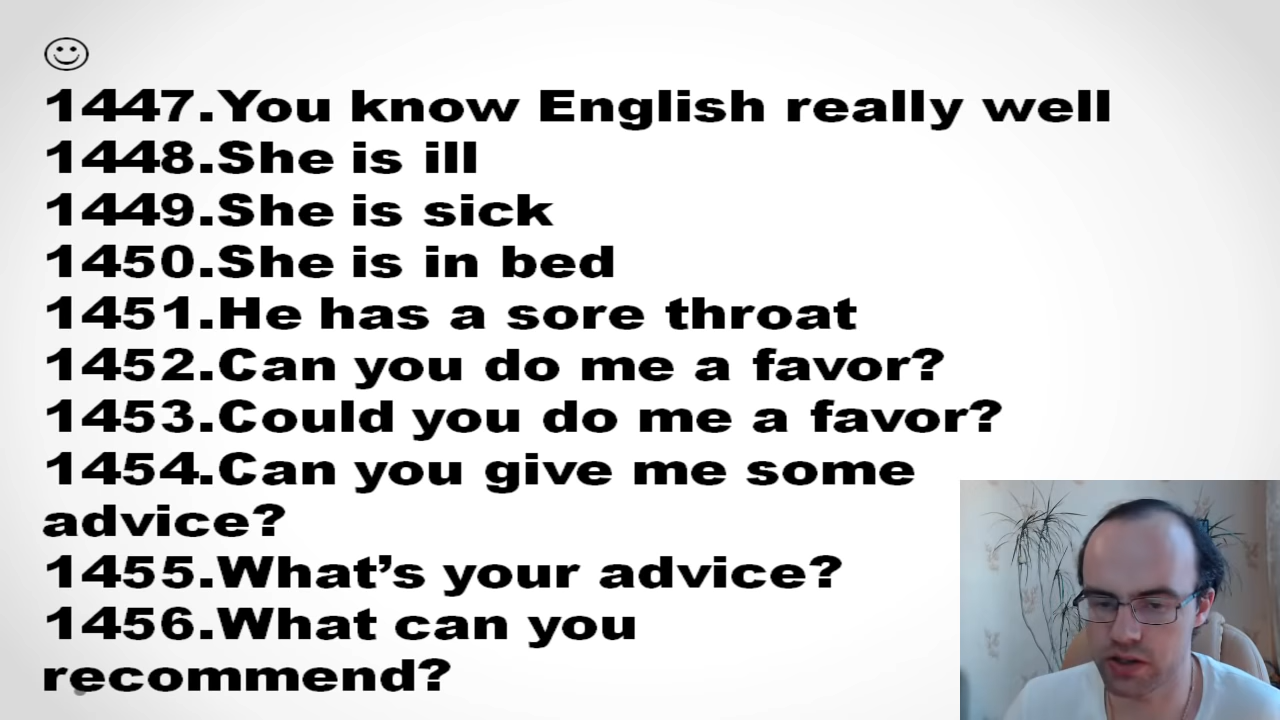 1447.You know English really well
1448.She is ill
1449.She is sick
1450.She is in bed
1451.He has a sore throat
1452.Can you do me a favor?
1453.Could you do me a favor?
1454.Can you give me some
advice?
1455.What’s your advice?
1456.What can you
recommend?